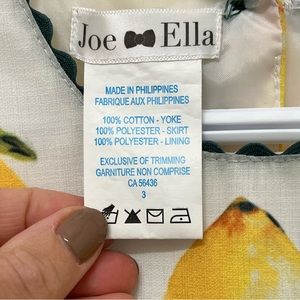 Joe Ella
MADE IN PHILIPPINES
FABRIQUE AUX PHILIPPINES
100% COTTON - YOKE
100% POLYESTER - SKIRT
100% POLYESTER - LINING
EXCLUSIVE OF TRIMMING
GARNITURE NON COMPRISE
CA 56436
3